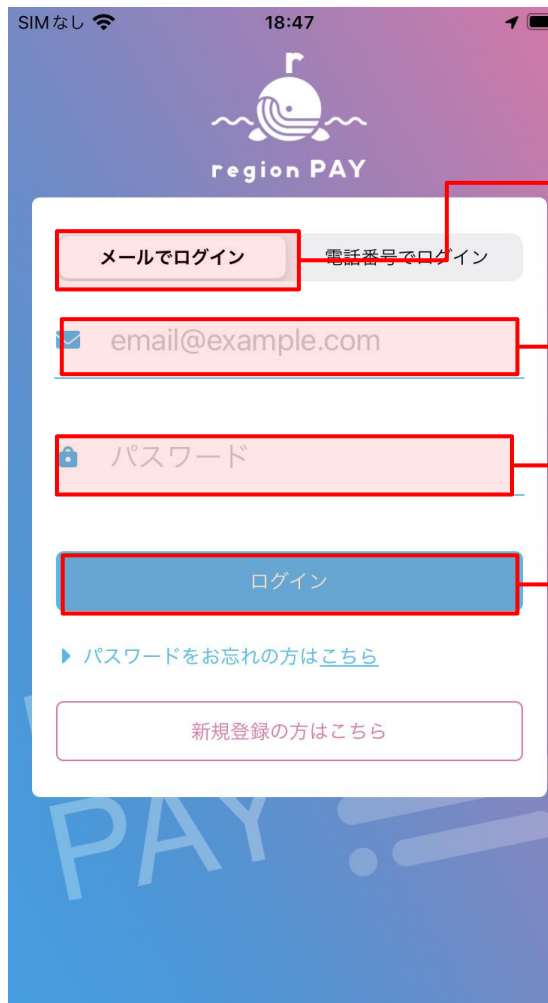 SIMなし 18:47
r
region PAY
メールでログイン 電話番号でログイン
email@example.com
パスワード
ログイン
パスワードをお忘れの方はこちら
新規登録の方はこちら
PAY